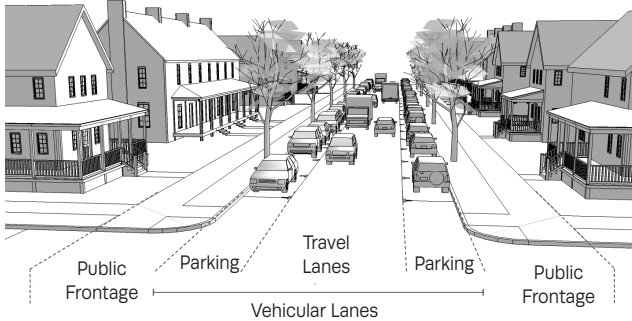 Public
Frontage
Parking
Travel
Lanes
Parking
Public
Frontage
Vehicular Lanes